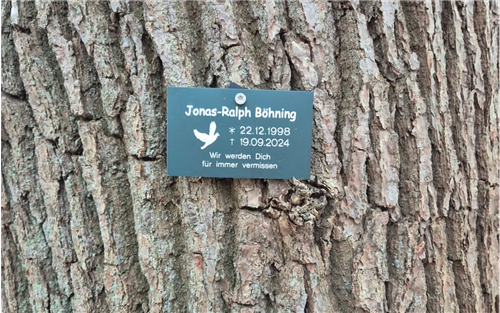 Jonas-Ralph Böhning
* 22.12.1998
† 19.09.2024
Wir werden Dich
für immer vermissen